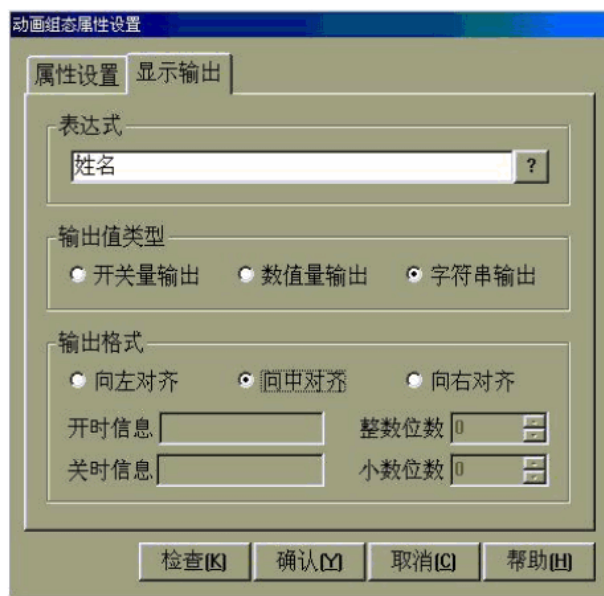 动画组态属性设置
属性设置 显示输出
表达式
姓名 ?
输出值类型
开关量输出 数值量输出 字符串输出
输出格式
向左对齐 向中对齐 向右对齐
开时信息 整数位数 0
关时信息 小数位数 0
检查(K) 确认(Y) 取消(C) 帮助(H)